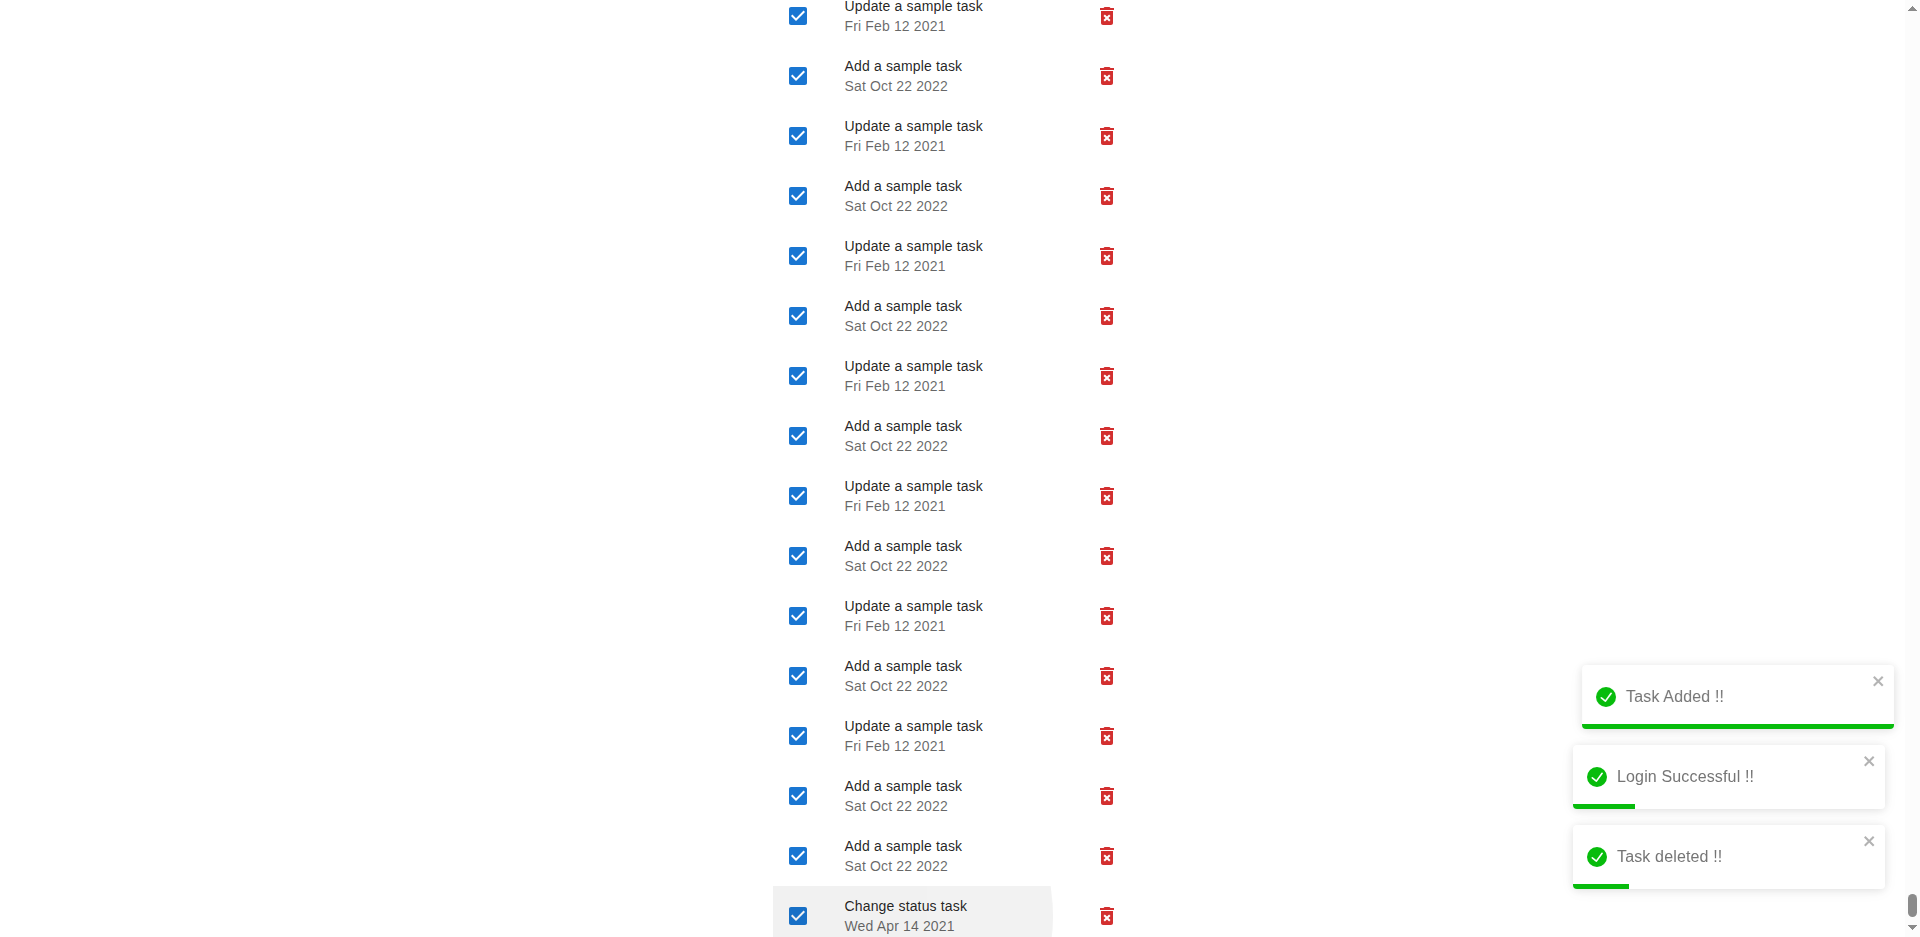 Update a sample task
Fri Feb 12 2021
Add a sample task
Sat Oct 22 2022
Update a sample task
Fri Feb 12 2021
Add a sample task
Sat Oct 22 2022
Update a sample task
Fri Feb 12 2021
Add a sample task
Sat Oct 22 2022
Update a sample task
Fri Feb 12 2021
Add a sample task
Sat Oct 22 2022
Update a sample task
Fri Feb 12 2021
Add a sample task
Sat Oct 22 2022
Update a sample task
Fri Feb 12 2021
Add a sample task
Sat Oct 22 2022
Update a sample task
Fri Feb 12 2021
Add a sample task
Sat Oct 22 2022
Add a sample task
Sat Oct 22 2022
Change status task
Wed Apr 14 2021
Task Added !!
Login Successful !!
Task deleted !!